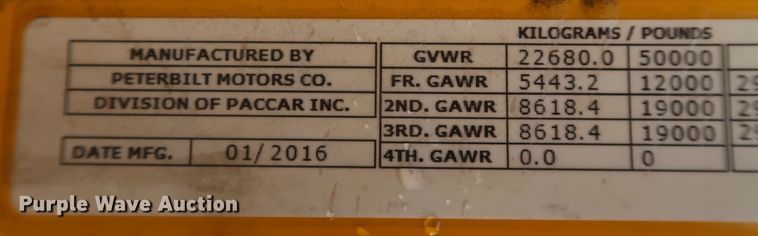 KILOGRAMS / POUNDS
MANUFACTURED BY GVWR 22680.0 50000
PETERBILT MOTORS CO. FR. GAWR 5443.2 12000
DIVISION OF PACCAR INC. 2ND. GAWR 8618.4 19000
3RD. GAWR 8618.4 19000
DATE MFG. 01/2016 4TH. GAWR 0.0 0
Purple Wave Auction